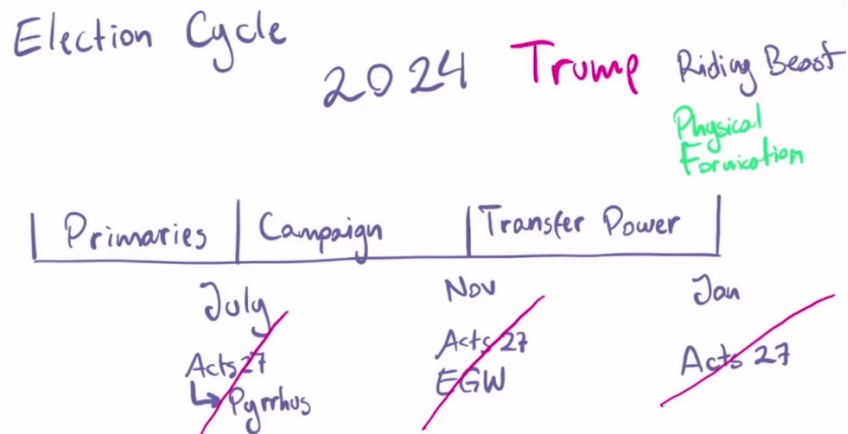 Election Cycle
2024 Trump Riding Beast
Physical
Fornication
Primaries Campaign Transfer Power
July Nov Jan
Acts 27 Acts 27 Acts 27
Pyrrhus EGW